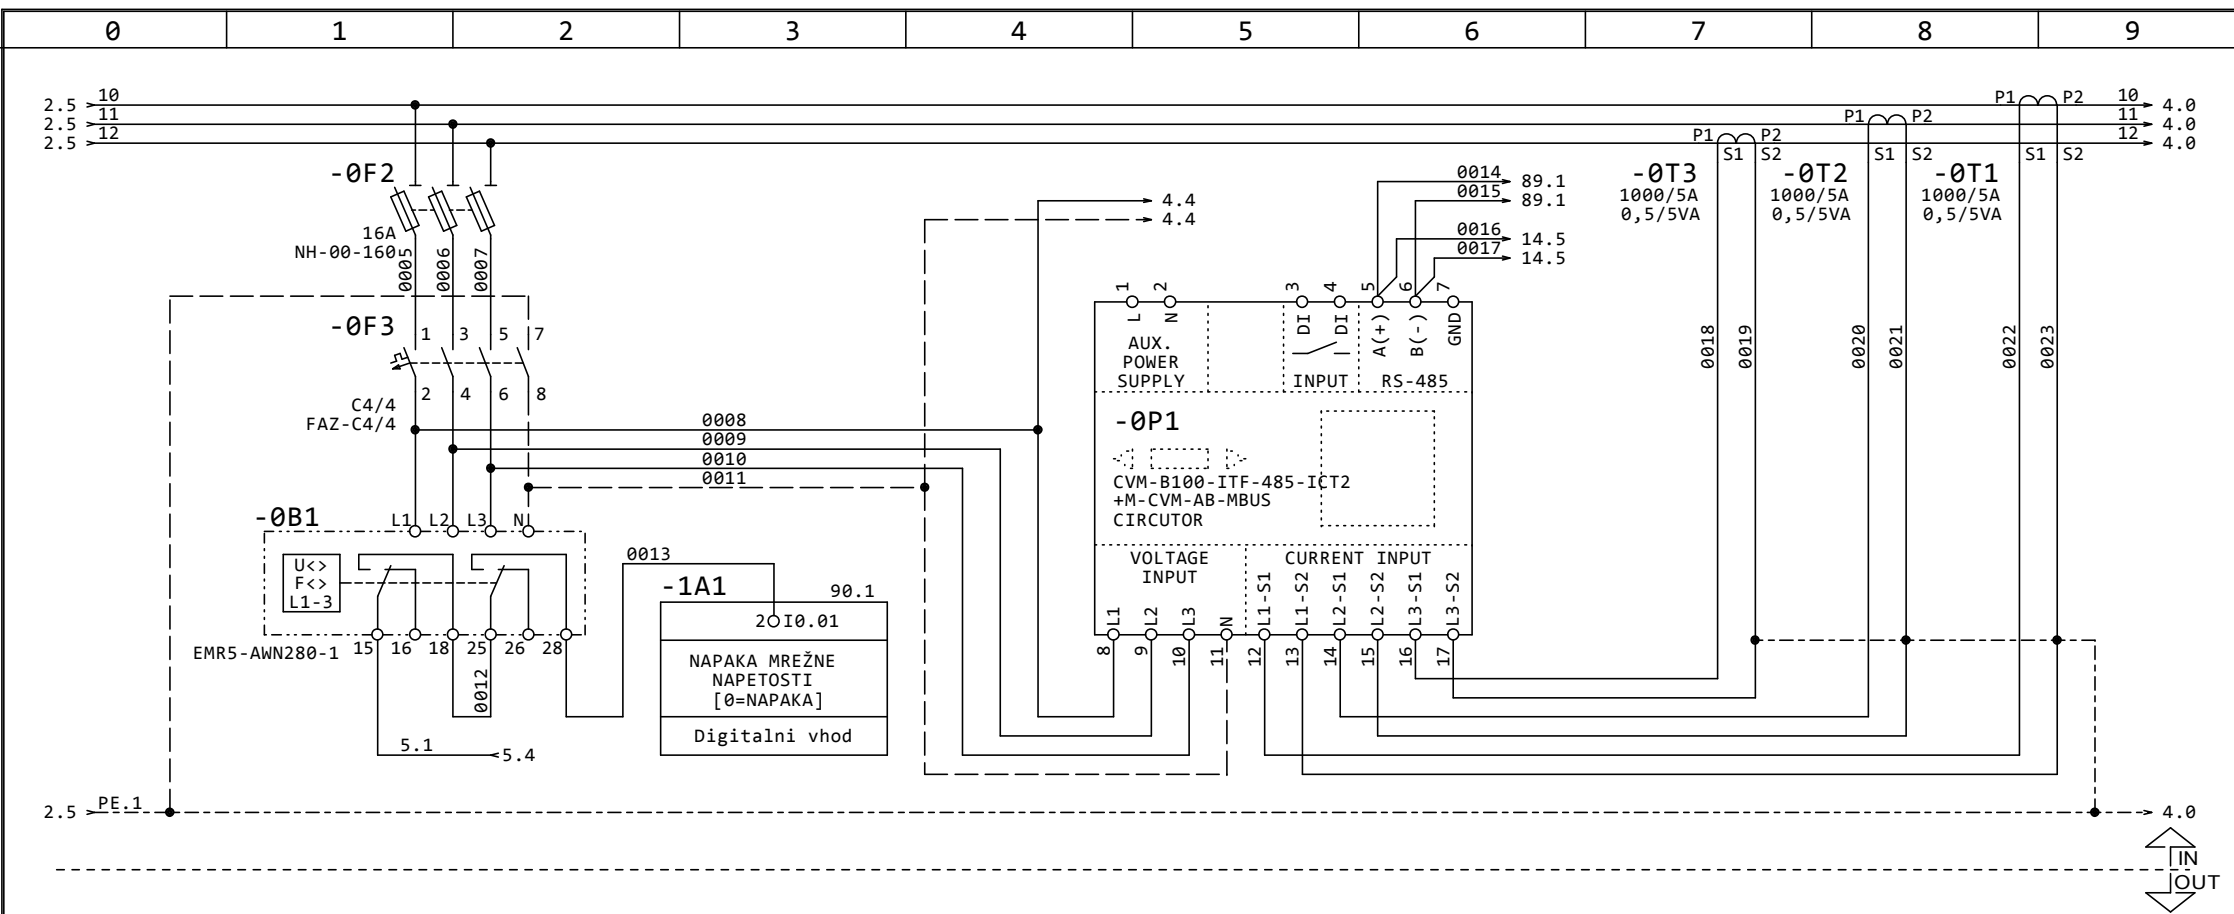 0 1 2 3 4 5 6 7 8 9
2.5 10
2.5 11
2.5 12
P1 P2 10 4.0
P1 P2 11 4.0
P1 P2 12 4.0
S1 S2 S1 S2 S1 S2
-0F2
16A
NH-00-160
0005
0006
0007
-0F3
1 3 5 7
2 4 6 8
C4/4
FAZ-C4/4
0008
0009
0010
0011
-0B1
L1 L2 L3 N
U<>
F<>
L1-3
EMR5-AWN280-1
15 16 18 25 26 28
0012
5.1
5.4
0013
-1A1
90.1
2 I0.01
NAPAKA MREŽNE
NAPETOSTI
[0=NAPAKA]
Digitalni vhod
4.4
4.4
0014 89.1
0015 89.1
0016 14.5
0017 14.5
1 2 3 4 5 6 7
L N DI DI A(+) B(-) GND
AUX.
POWER
SUPPLY
INPUT
RS-485
-0P1
CVM-B100-ITF-485-ICT2
+M-CVM-AB-MBUS
CIRCUTOR
VOLTAGE
INPUT
CURRENT INPUT
L1 L2 L3 N L1-S1 L1-S2 L2-S1 L2-S2 L3-S1 L3-S2
8 9 10 11 12 13 14 15 16 17
-0T3
1000/5A
0,5/5VA
-0T2
1000/5A
0,5/5VA
-0T1
1000/5A
0,5/5VA
0018
0019
0020
0021
0022
0023
2.5 PE.1
4.0
IN
OUT